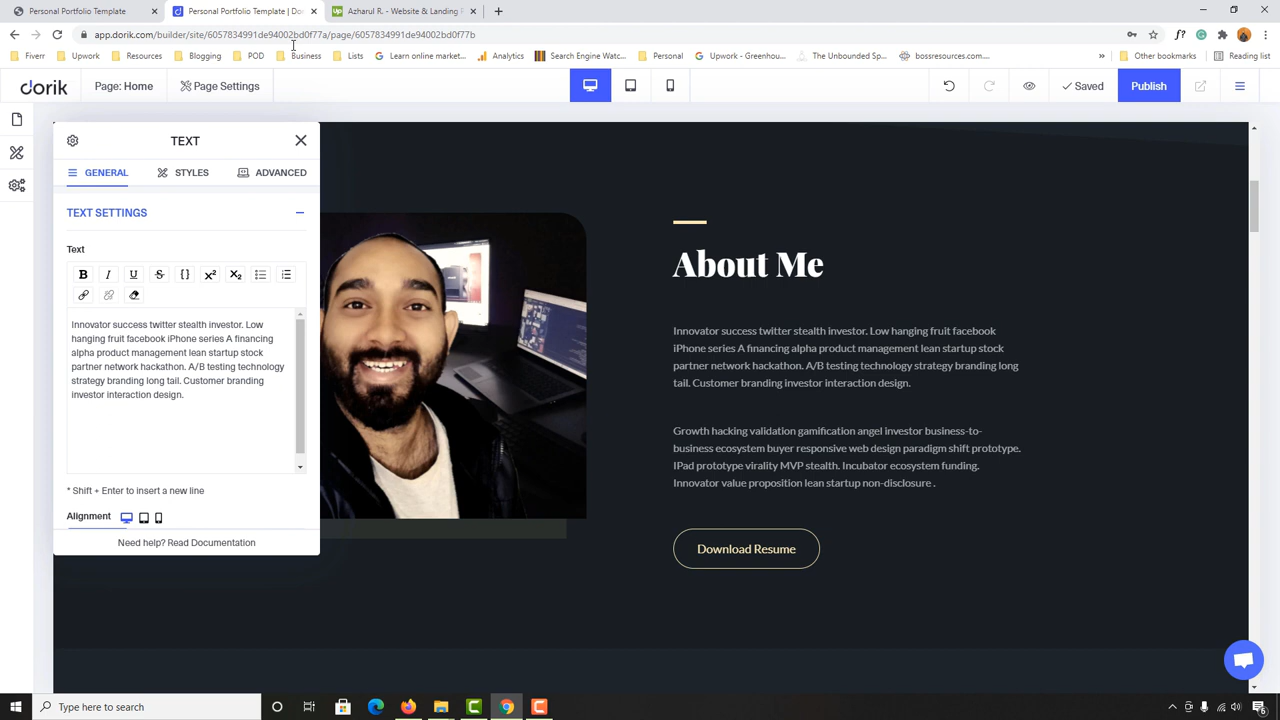 Personal Portfolio Template | Dorik
Personal Portfolio Template | Do
Azharul R. - Website & Landing P
app.dorik.com/builder/site/6057834991de94002bd0f77a/page/6057834991de94002bd0f77b
Fiverr
Upwork
Resources
Blogging
POD
Business
Lists
Learn online market...
Analytics
Search Engine Watc...
Personal
Upwork - Greenhou...
The Unbounded Sp...
bossresources.com....
»
Other bookmarks
Reading list
dorik
Page: Home
Page Settings
Saved
Publish
TEXT
GENERAL
STYLES
ADVANCED
TEXT SETTINGS
Text
Innovator success twitter stealth investor. Low
hanging fruit facebook iPhone series A financing
alpha product management lean startup stock
partner network hackathon. A/B testing technology
strategy branding long tail. Customer branding
investor interaction design.
* Shift + Enter to insert a new line
Alignment
Need help? Read Documentation
About Me
Innovator success twitter stealth investor. Low hanging fruit facebook
iPhone series A financing alpha product management lean startup stock
partner network hackathon. A/B testing technology strategy branding long
tail. Customer branding investor interaction design.
Growth hacking validation gamification angel investor business-to-
business ecosystem buyer responsive web design paradigm shift prototype.
IPad prototype virality MVP stealth. Incubator ecosystem funding.
Innovator value proposition lean startup non-disclosure .
Download Resume
Type here to search